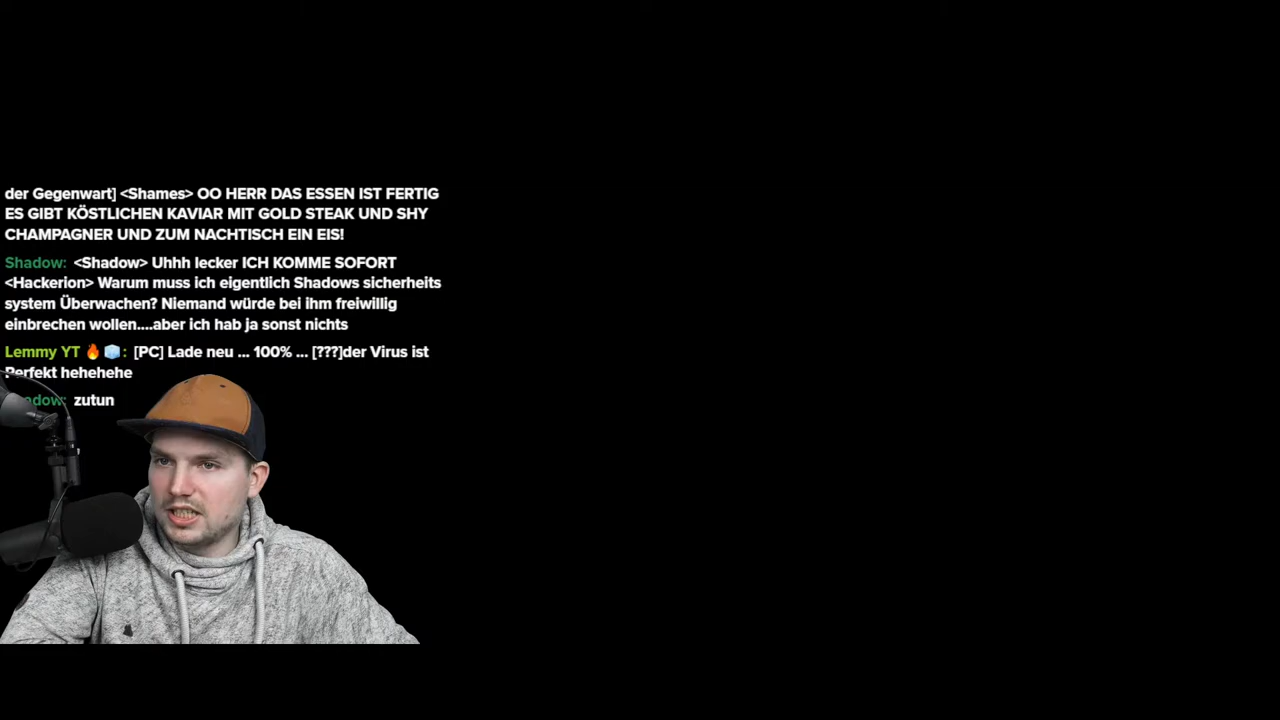 der Gegenwart] <Shames> OO HERR DAS ESSEN IST FERTIG
ES GIBT KÖSTLICHEN KAVIAR MIT GOLD STEAK UND SHY
CHAMPAGNER UND ZUM NACHTISCH EIN EIS!
Shadow: <Shadow> Uhhh lecker ICH KOMME SOFORT
<Hackerion> Warum muss ich eigentlich Shadows sicherheits
system Überwachen? Niemand würde bei ihm freiwillig
einbrechen wollen....aber ich hab ja sonst nichts
Lemmy YT 🔥🧊: [PC] Lade neu ... 100% ... [???]der Virus ist
Perfekt hehehehe
Shadow: zutun